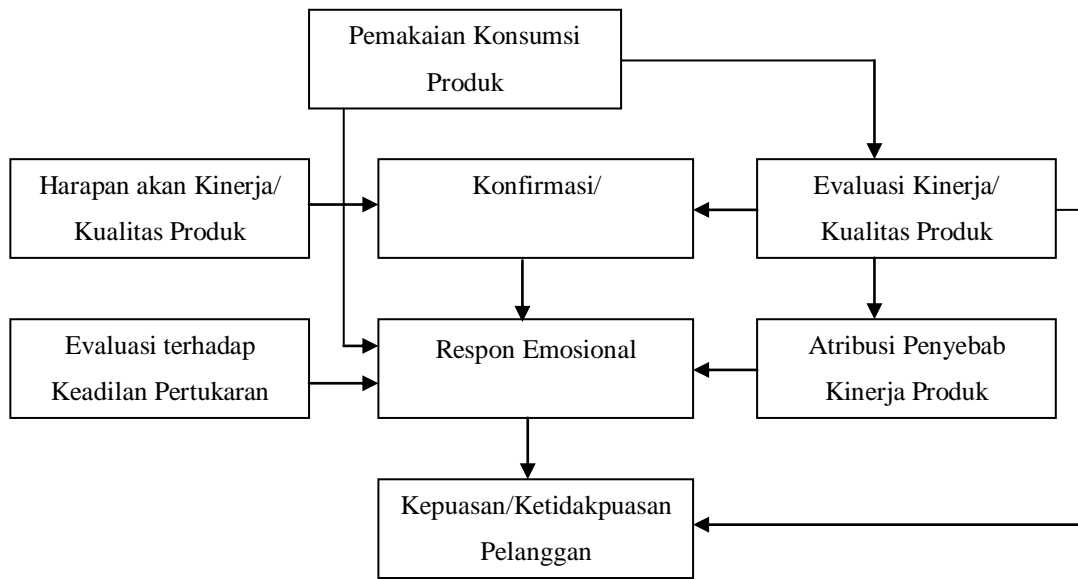 Pemakaian Konsumsi
Produk
Harapan akan Kinerja/
Kualitas Produk
Konfirmasi/
Evaluasi Kinerja/
Kualitas Produk
Evaluasi terhadap
Keadilan Pertukaran
Respon Emosional
Atribusi Penyebab
Kinerja Produk
Kepuasan/Ketidakpuasan
Pelanggan